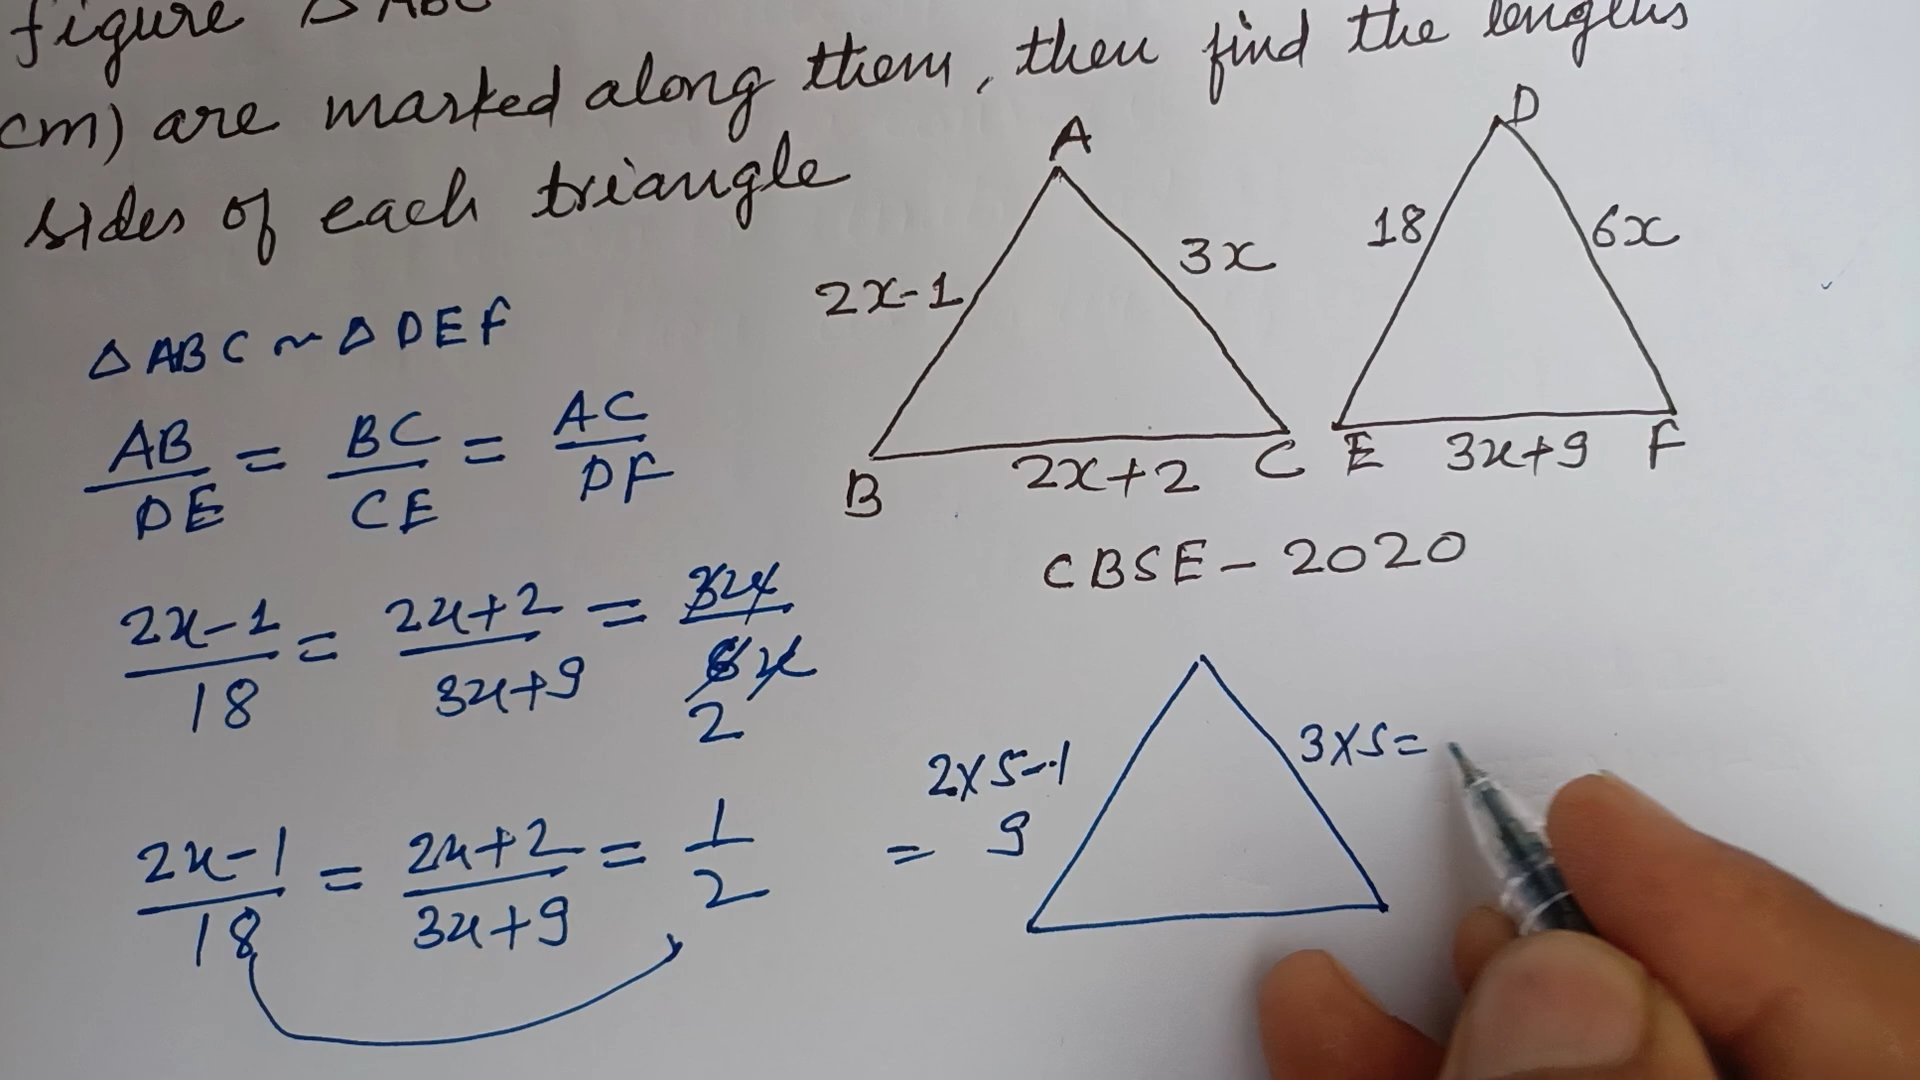 figure △ ABC
cm) are marked along them, then find the lengths
sides of each triangle
A
D
2x-1
3x
18
6x
B
2x+2
C
E
3x+9
F
CBSE - 2020
△ ABC ~ △ DEF
AB/DE = BC/CE = AC/DF
2x-1/18 = 2x+2/3x+9 = 3x/6x
2
2x-1/18 = 2x+2/3x+9 = 1/2
2x5-1
= 9
3x5=